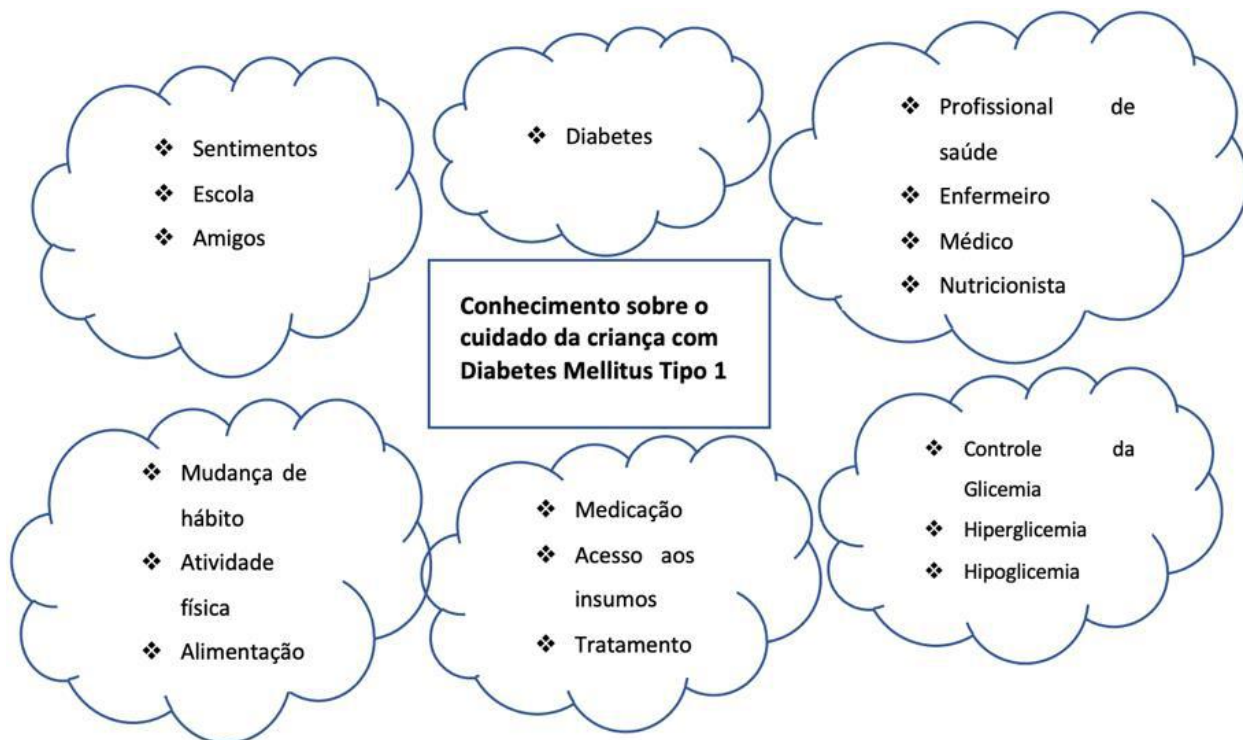 ❖ Sentimentos
❖ Escola
❖ Amigos
❖ Diabetes
❖ Profissional de
saúde
❖ Enfermeiro
❖ Médico
❖ Nutricionista
Conhecimento sobre o
cuidado da criança com
Diabetes Mellitus Tipo 1
❖ Mudança de
hábito
❖ Atividade
física
❖ Alimentação
❖ Medicação
❖ Acesso aos
insumos
❖ Tratamento
❖ Controle da
Glicemia
❖ Hiperglicemia
❖ Hipoglicemia